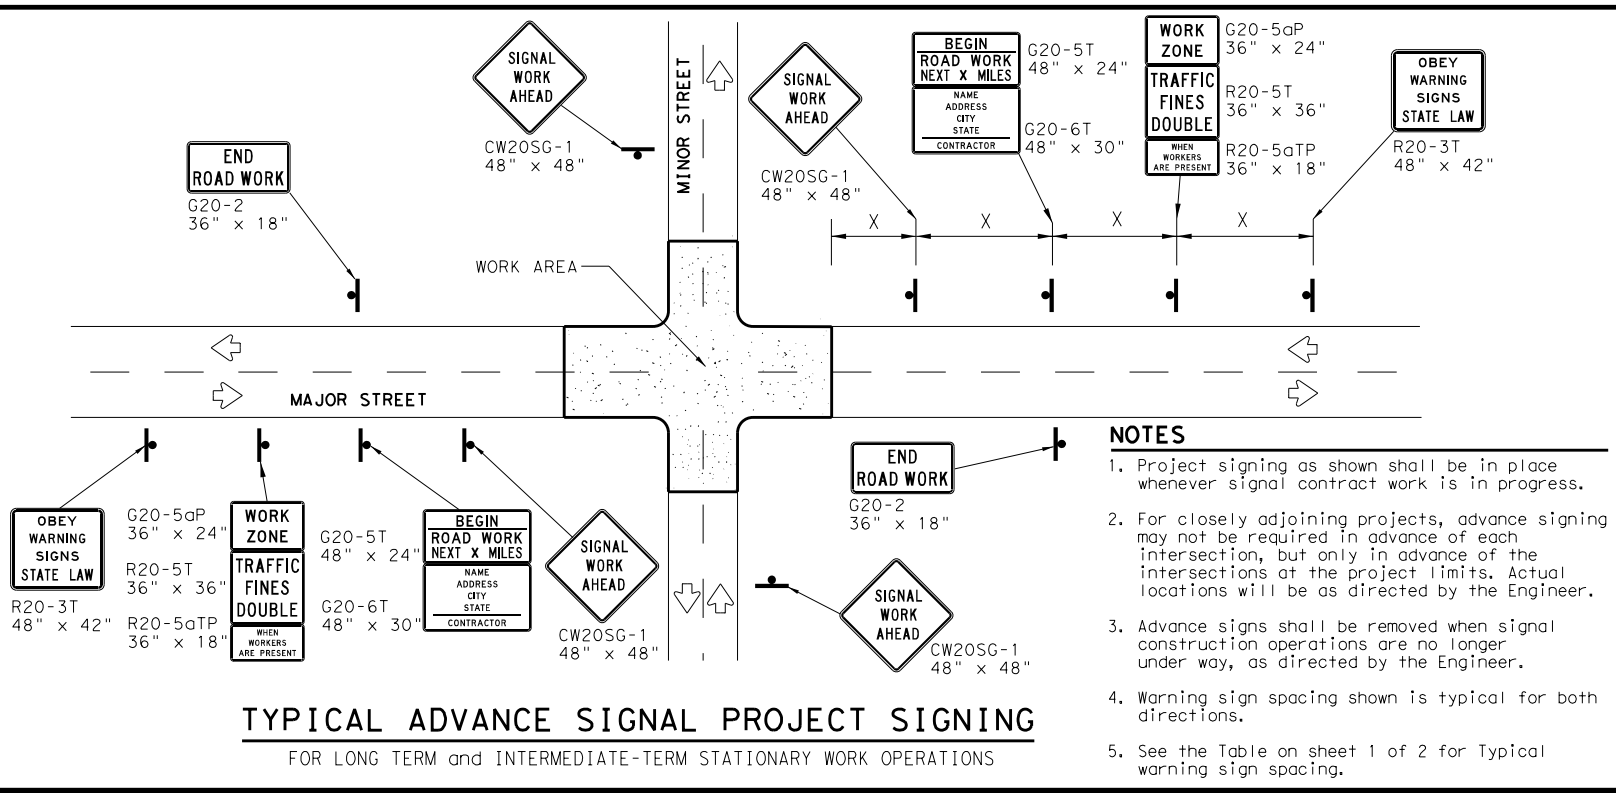 SIGNAL
WORK
AHEAD
CW20SG-1
48" x 48"
END
ROAD WORK
G20-2
36" x 18"
MINOR STREET
SIGNAL
WORK
AHEAD
CW20SG-1
48" x 48"
BEGIN
ROAD WORK
NEXT X MILES
NAME
ADDRESS
CITY
STATE
CONTRACTOR
G20-5T
48" x 24"
G20-6T
48" x 30"
WORK
ZONE
TRAFFIC
FINES
DOUBLE
WHEN
WORKERS
ARE PRESENT
G20-5aP
36" x 24"
R20-5T
36" x 36"
R20-5aTP
36" x 18"
OBEY
WARNING
SIGNS
STATE LAW
R20-3T
48" x 42"
X
X
X
X
WORK AREA
MAJOR STREET
OBEY
WARNING
SIGNS
STATE LAW
R20-3T
48" x 42"
G20-5aP
36" x 24"
R20-5T
36" x 36"
R20-5aTP
36" x 18"
WORK
ZONE
TRAFFIC
FINES
DOUBLE
WHEN
WORKERS
ARE PRESENT
G20-5T
48" x 24"
G20-6T
48" x 30"
BEGIN
ROAD WORK
NEXT X MILES
NAME
ADDRESS
CITY
STATE
CONTRACTOR
SIGNAL
WORK
AHEAD
CW20SG-1
48" x 48"
END
ROAD WORK
G20-2
36" x 18"
SIGNAL
WORK
AHEAD
CW20SG-1
48" x 48"
TYPICAL ADVANCE SIGNAL PROJECT SIGNING
FOR LONG TERM and INTERMEDIATE-TERM STATIONARY WORK OPERATIONS
NOTES
1. Project signing as shown shall be in place
whenever signal contract work is in progress.
2. For closely adjoining projects, advance signing
may not be required in advance of each
intersection, but only in advance of the
intersections at the project limits. Actual
locations will be as directed by the Engineer.
3. Advance signs shall be removed when signal
construction operations are no longer
under way, as directed by the Engineer.
4. Warning sign spacing shown is typical for both
directions.
5. See the Table on sheet 1 of 2 for Typical
warning sign spacing.